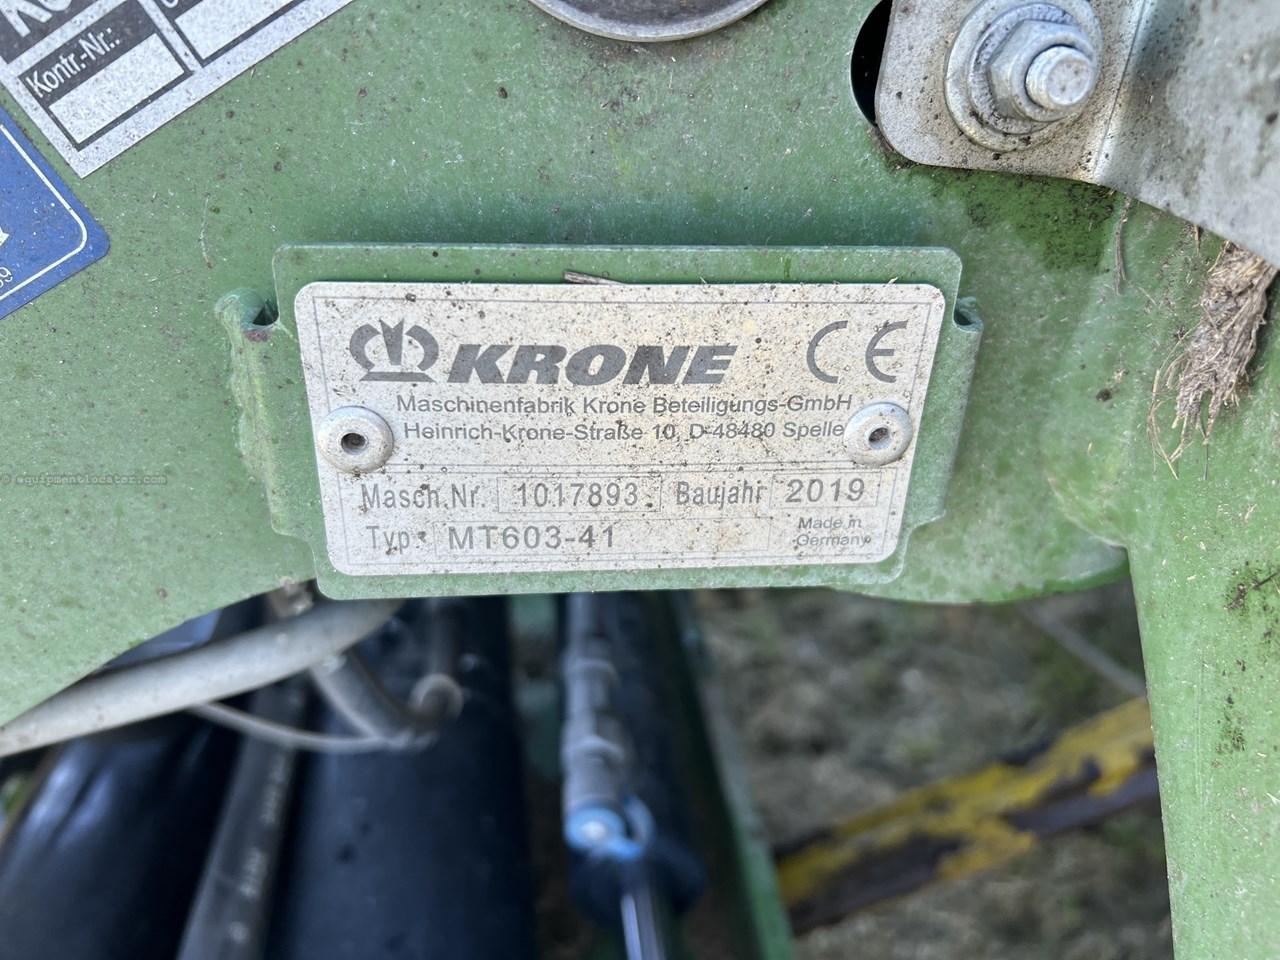 Kontr.-Nr.:
KRONE
CE
Maschinenfabrik Krone Beteiligungs-GmbH
Heinrich-Krone-Straße 10, D-48480 Spelle
Masch.Nr. 1017893 Baujahr 2019
Typ: MT603-41
Made in
Germany
© equipmentlocator.com